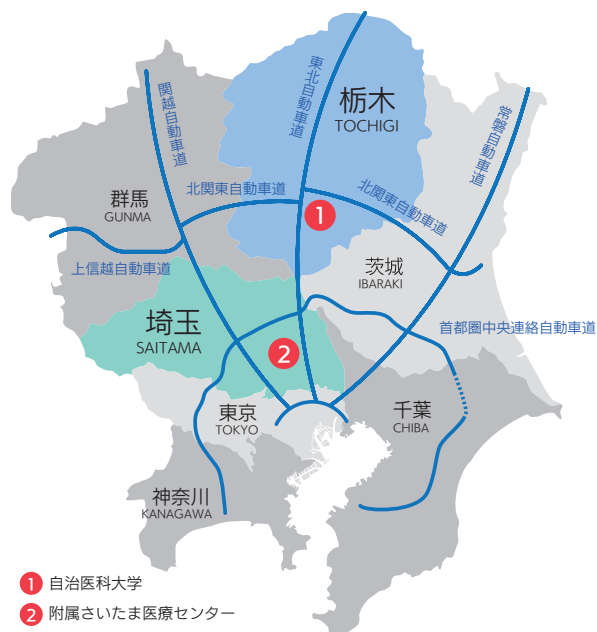 関越自動車道
東北自動車道
栃木
TOCHIGI
常磐自動車道
群馬
GUNMA
北関東自動車道
1
北関東自動車道
茨城
IBARAKI
上信越自動車道
埼玉
SAITAMA
首都圏中央連絡自動車道
2
東京
TOKYO
千葉
CHIBA
神奈川
KANAGAWA
1 自治医科大学
2 附属さいたま医療センター